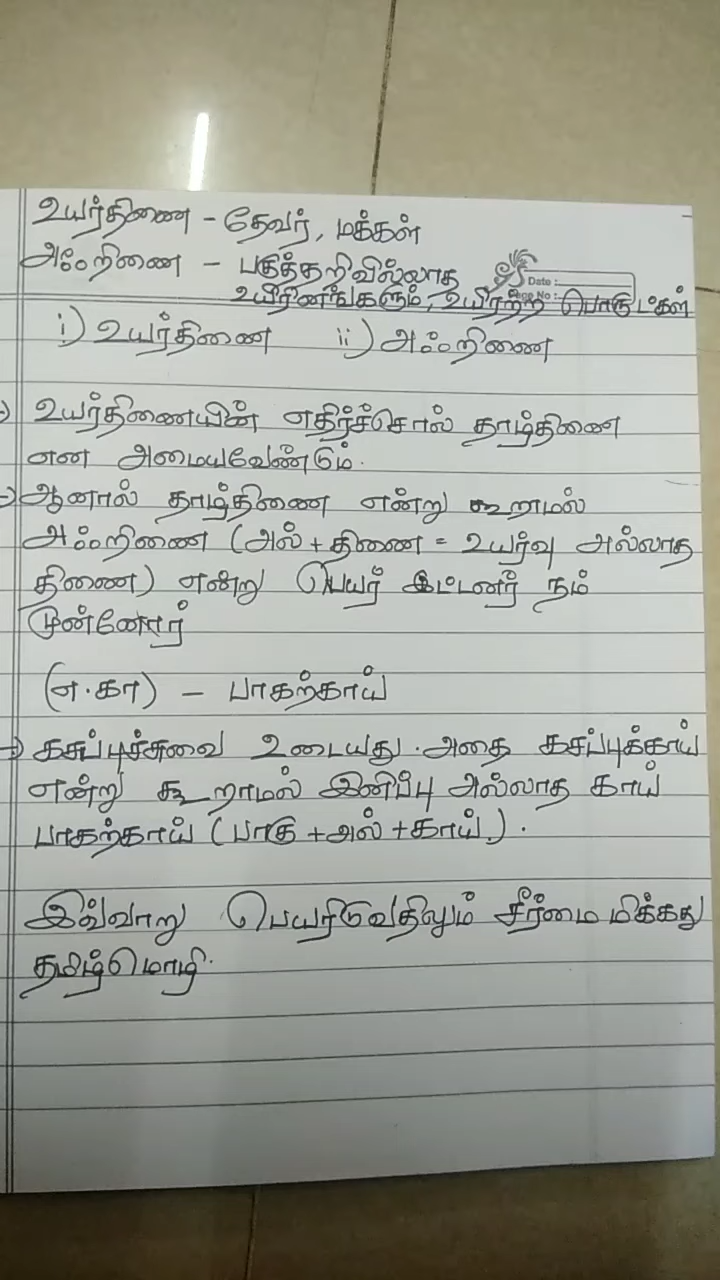 உயர்திணை - தேவர், மக்கள்
அஃறிணை - பகுத்தறிவில்லாத
Date :
உயிரினங்களும், உயிரற்ற பொருட்கள்
No :
i) உயர்திணை ii) அஃறிணை
→) உயர்திணையின் எதிர்ச்சொல் தாழ்திணை
என அமையவேண்டும்.
→) ஆனால் தாழ்திணை என்று கூறாமல்
அஃறிணை (அல் + திணை = உயர்வு அல்லாத
திணை) என்று பெயர் இட்டனர் நம்
முன்னோர்
(எ.கா) - பாகற்காய்
→ கசப்புச்சுவை உடையது. அதை கசப்புக்காய்
என்று கூறாமல் இனிப்பு அல்லாத காய்
பாகற்காய் (பாகு + அல் + காய்).
இவ்வாறு பெயரிடுவதிலும் சீர்மை மிக்கது
தமிழ்மொழி.